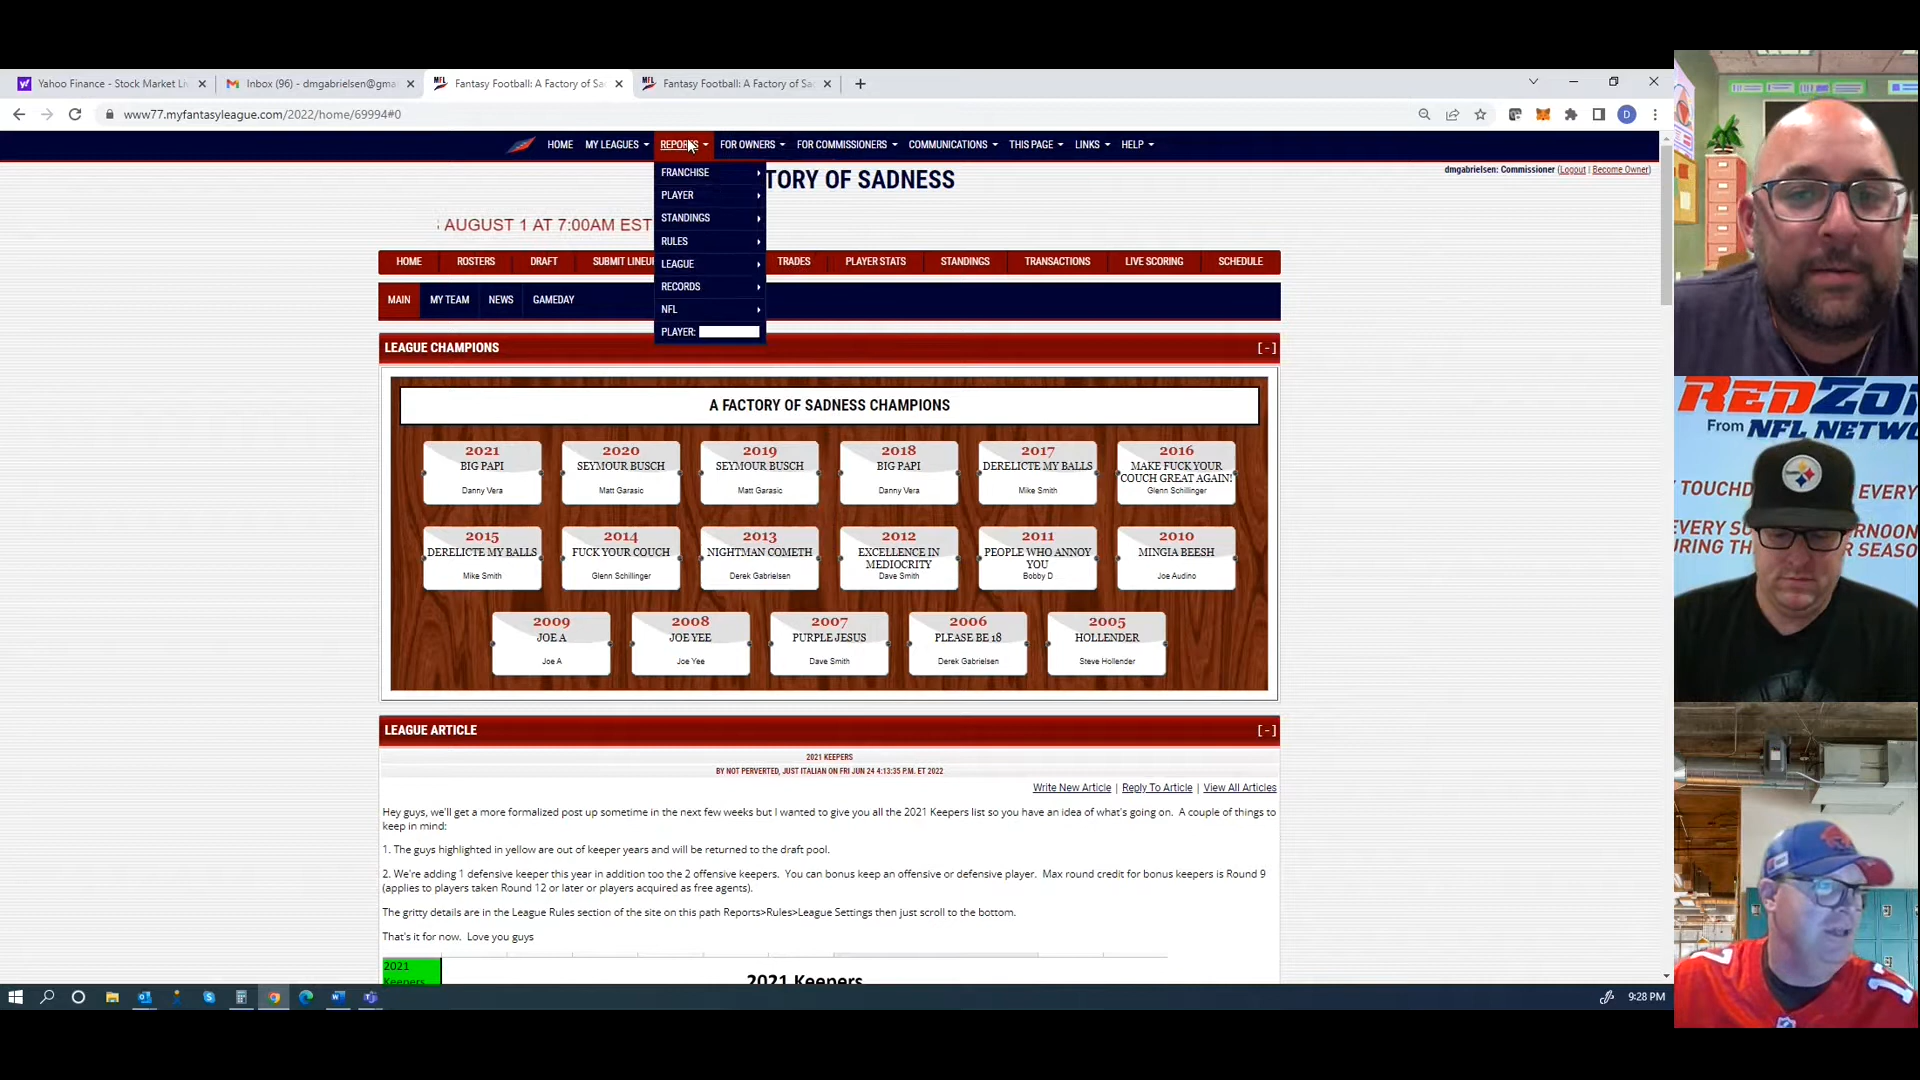 Yahoo Finance - Stock Market Li
Inbox (96) - dmgabrielsen@gma
Fantasy Football: A Factory of Sa
Fantasy Football: A Factory of Sa
www77.myfantasyleague.com/2022/home/69994#0
D
HOME MY LEAGUES REPORTS FOR OWNERS FOR COMMISSIONERS COMMUNICATIONS THIS PAGE LINKS HELP
dmgabrielsen: Commissioner (Logout | Become Owner)
TORY OF SADNESS
AUGUST 1 AT 7:00AM EST
FRANCHISE
PLAYER
STANDINGS
RULES
LEAGUE
RECORDS
NFL
PLAYER:
HOME ROSTERS DRAFT SUBMIT LINEU TRADES PLAYER STATS STANDINGS TRANSACTIONS LIVE SCORING SCHEDULE
MAIN MY TEAM NEWS GAMEDAY
LEAGUE CHAMPIONS [-]
A FACTORY OF SADNESS CHAMPIONS
2021
BIG PAPI
Danny Vera
2020
SEYMOUR BUSCH
Matt Garasic
2019
SEYMOUR BUSCH
Matt Garasic
2018
BIG PAPI
Danny Vera
2017
DERELICTE MY BALLS
Mike Smith
2016
MAKE FUCK YOUR
COUCH GREAT AGAIN!
Glenn Schillinger
2015
DERELICTE MY BALLS
Mike Smith
2014
FUCK YOUR COUCH
Glenn Schillinger
2013
NIGHTMAN COMETH
Derek Gabrielsen
2012
EXCELLENCE IN
MEDIOCRITY
Dave Smith
2011
PEOPLE WHO ANNOY
YOU
Bobby D
2010
MINGIA BEESH
Joe Audino
2009
JOE A
Joe A
2008
JOE YEE
Joe Yee
2007
PURPLE JESUS
Dave Smith
2006
PLEASE BE 18
Derek Gabrielsen
2005
HOLLENDER
Steve Hollender
LEAGUE ARTICLE [-]
2021 KEEPERS
BY NOT PERVERTED, JUST ITALIAN ON FRI JUN 24 4:13:35 P.M. ET 2022
Write New Article | Reply To Article | View All Articles
Hey guys, we'll get a more formalized post up sometime in the next few weeks but I wanted to give you all the 2021 Keepers list so you have an idea of what's going on. A couple of things to
keep in mind:
1. The guys highlighted in yellow are out of keeper years and will be returned to the draft pool.
2. We're adding 1 defensive keeper this year in addition too the 2 offensive keepers. You can bonus keep an offensive or defensive player. Max round credit for bonus keepers is Round 9
(applies to players taken Round 12 or later or players acquired as free agents).
The gritty details are in the League Rules section of the site on this path Reports>Rules>League Settings then just scroll to the bottom.
That's it for now. Love you guys
2021
Keepers
2021 Keepers
9:28 PM
REDZON
From NFL NETWO
TOUCHD EVERY
EVERY SU RNOON
URING TH R SEASO
17